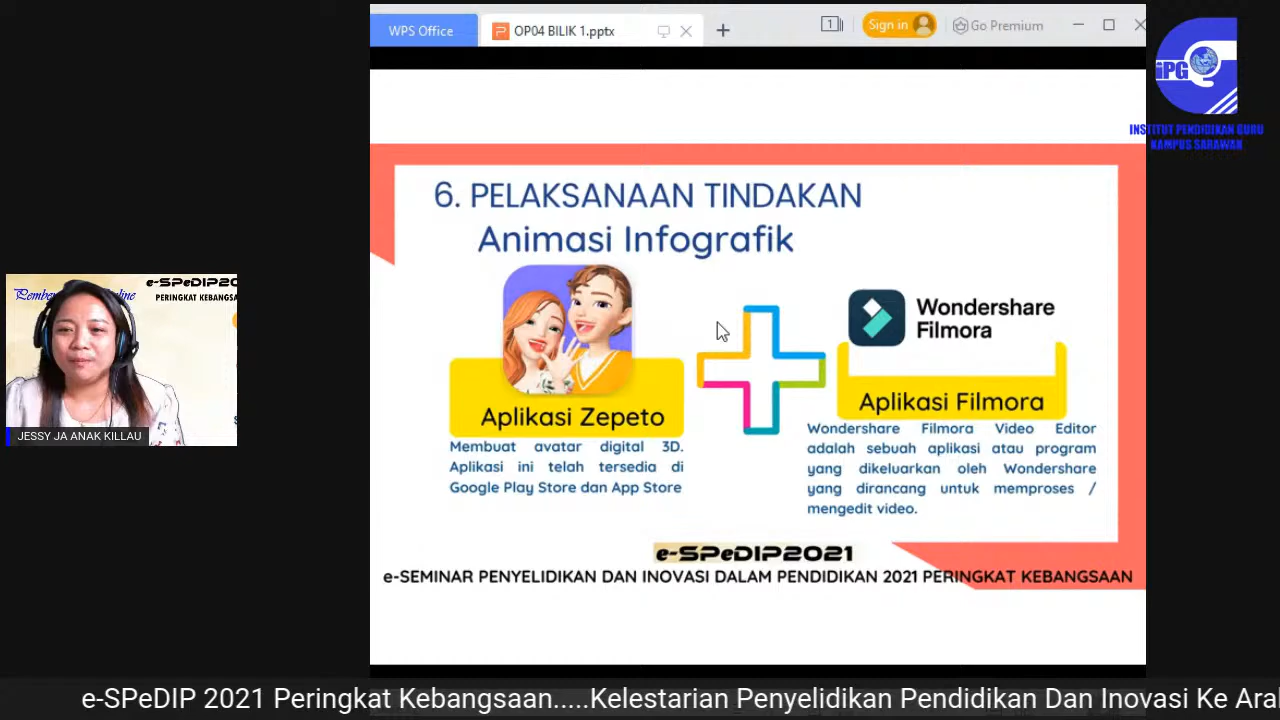 WPS Office
OP04 BILIK 1.pptx
1
Sign in
Go Premium
iPG
INSTITUT PENDIDIKAN GURU
KAMPUS SARAWAK
6. PELAKSANAAN TINDAKAN
Animasi Infografik
Wondershare
Filmora
Aplikasi Zepeto
Aplikasi Filmora
Membuat avatar digital 3D.
Aplikasi ini telah tersedia di
Google Play Store dan App Store
Wondershare Filmora Video Editor
adalah sebuah aplikasi atau program
yang dikeluarkan oleh Wondershare
yang dirancang untuk memproses /
mengedit video.
e-SPeDIP2021
e-SEMINAR PENYELIDIKAN DAN INOVASI DALAM PENDIDIKAN 2021 PERINGKAT KEBANGSAAN
e-SPeDIP20
PERINGKAT KEBANGSA
JESSY JA ANAK KILLAU
e-SPeDIP 2021 Peringkat Kebangsaan.....Kelestarian Penyelidikan Pendidikan Dan Inovasi Ke Ara